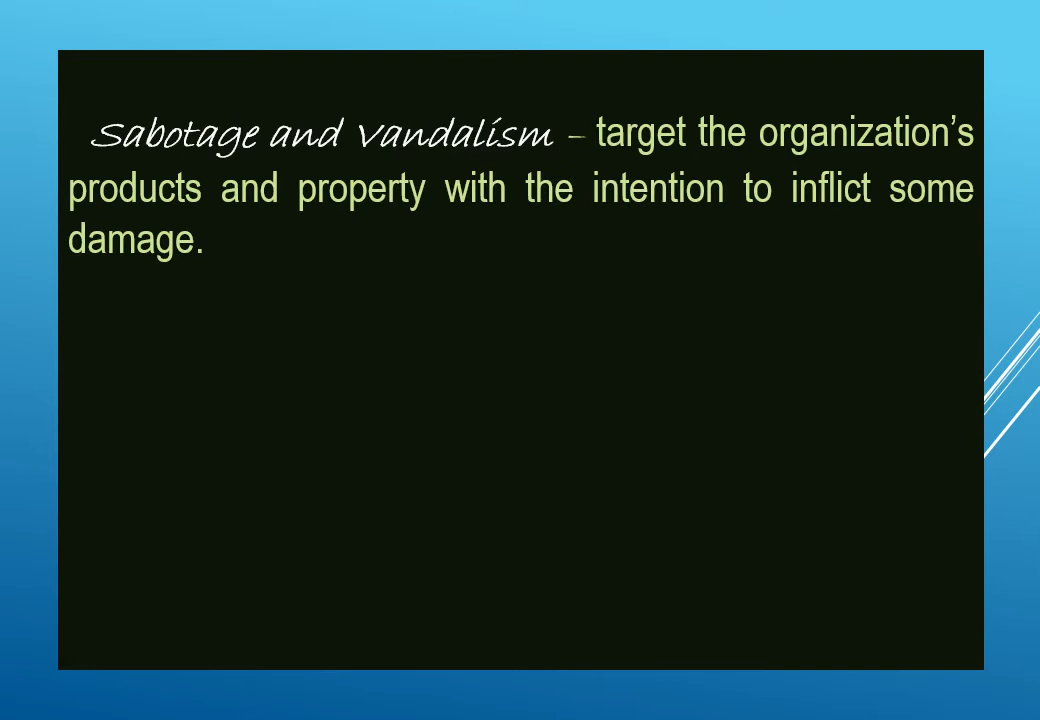 Sabotage and Vandalism – target the organization’s
products and property with the intention to inflict some
damage.